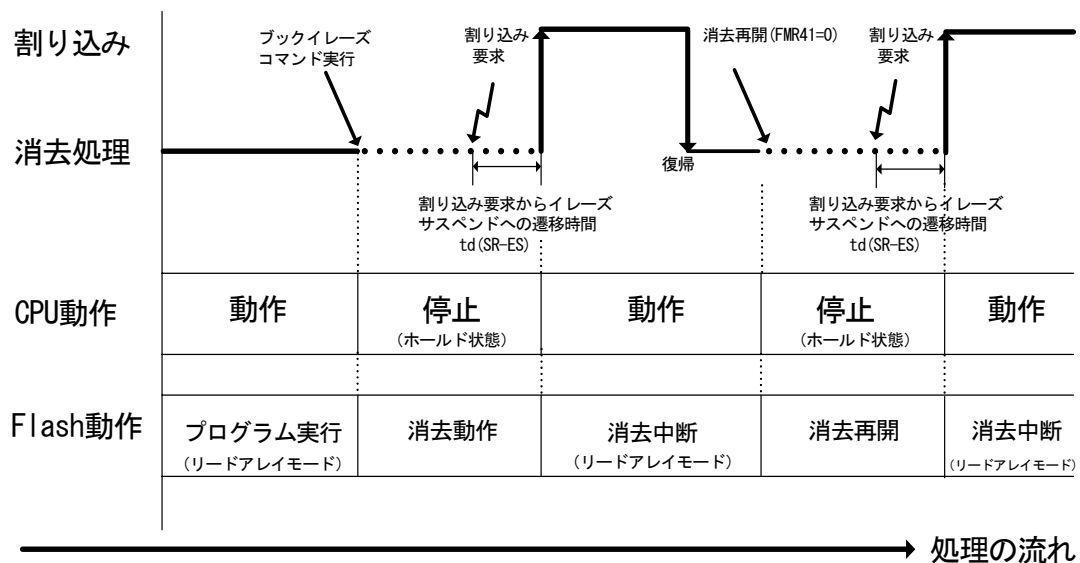 割り込み
ブックイレーズ
コマンド実行
割り込み
要求
消去再開(FMR41=0)
割り込み
要求
消去処理
復帰
割り込み要求からイレーズ
サスペンドへの遷移時間
td(SR-ES)
割り込み要求からイレーズ
サスペンドへの遷移時間
td(SR-ES)
CPU動作
動作
停止
(ホールド状態)
動作
停止
(ホールド状態)
動作
Flash動作
プログラム実行
(リードアレイモード)
消去動作
消去中断
(リードアレイモード)
消去再開
消去中断
(リードアレイモード)
処理の流れ